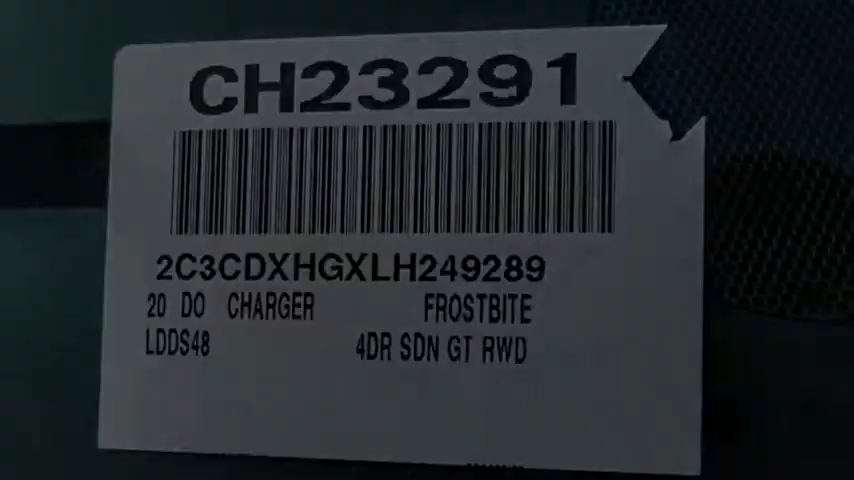 CH23291
2C3CDXHGXLH249289
20 DO CHARGER FROSTBITE
LDDS48 4DR SDN GT RWD